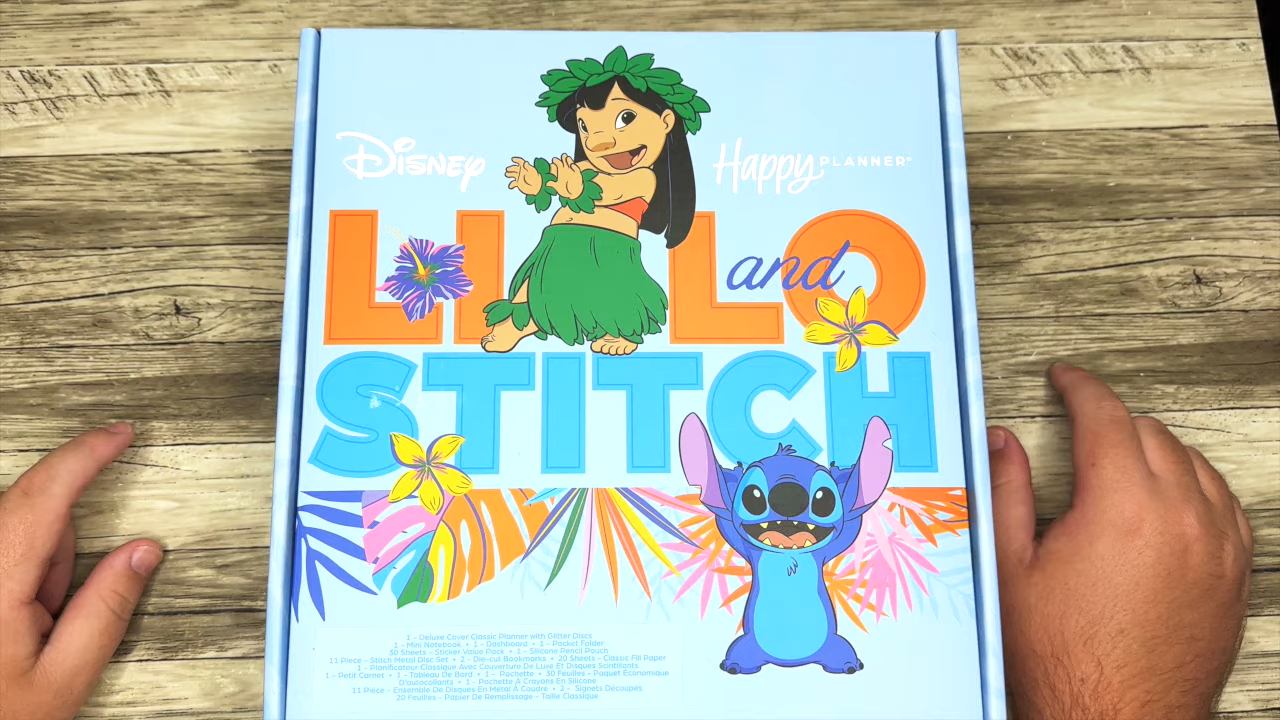 Disney
Happy PLANNER®
LILO
and
STITCH
1 - Deluxe Cover Classic Planner with Glitter Discs
1 - Mini Notebook • 1 - Dashboard • 1 - Pocket Folder
30 Sheets - Sticker Value Pack • 1 - Silicone Pencil Pouch
11 Piece - Stitch Metal Disc Set • 2 - Die-cut Bookmarks • 20 Sheets - Classic Fill Paper
1 - Planificateur Classique Avec Couverture De Luxe Et Disques Scintillants
1 - Petit Carnet • 1 - Tableau De Bord • 1 - Pochette • 30 Feuilles - Paquet Économique
D'autocollants • 1 - Pochette À Crayons En Silicone
11 Piece - Ensemble De Disques En Métal À Coudre • 2 - Signets Découpés
20 Feuilles - Papier De Remplissage - Taille Classique